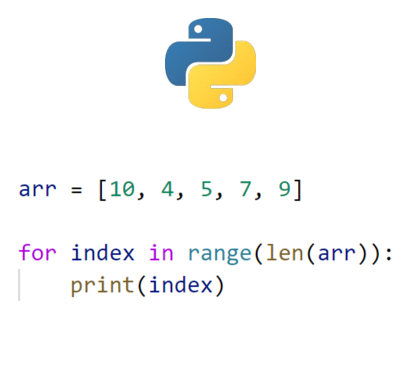 arr = [10, 4, 5, 7, 9]
for index in range(len(arr)):
    print(index)